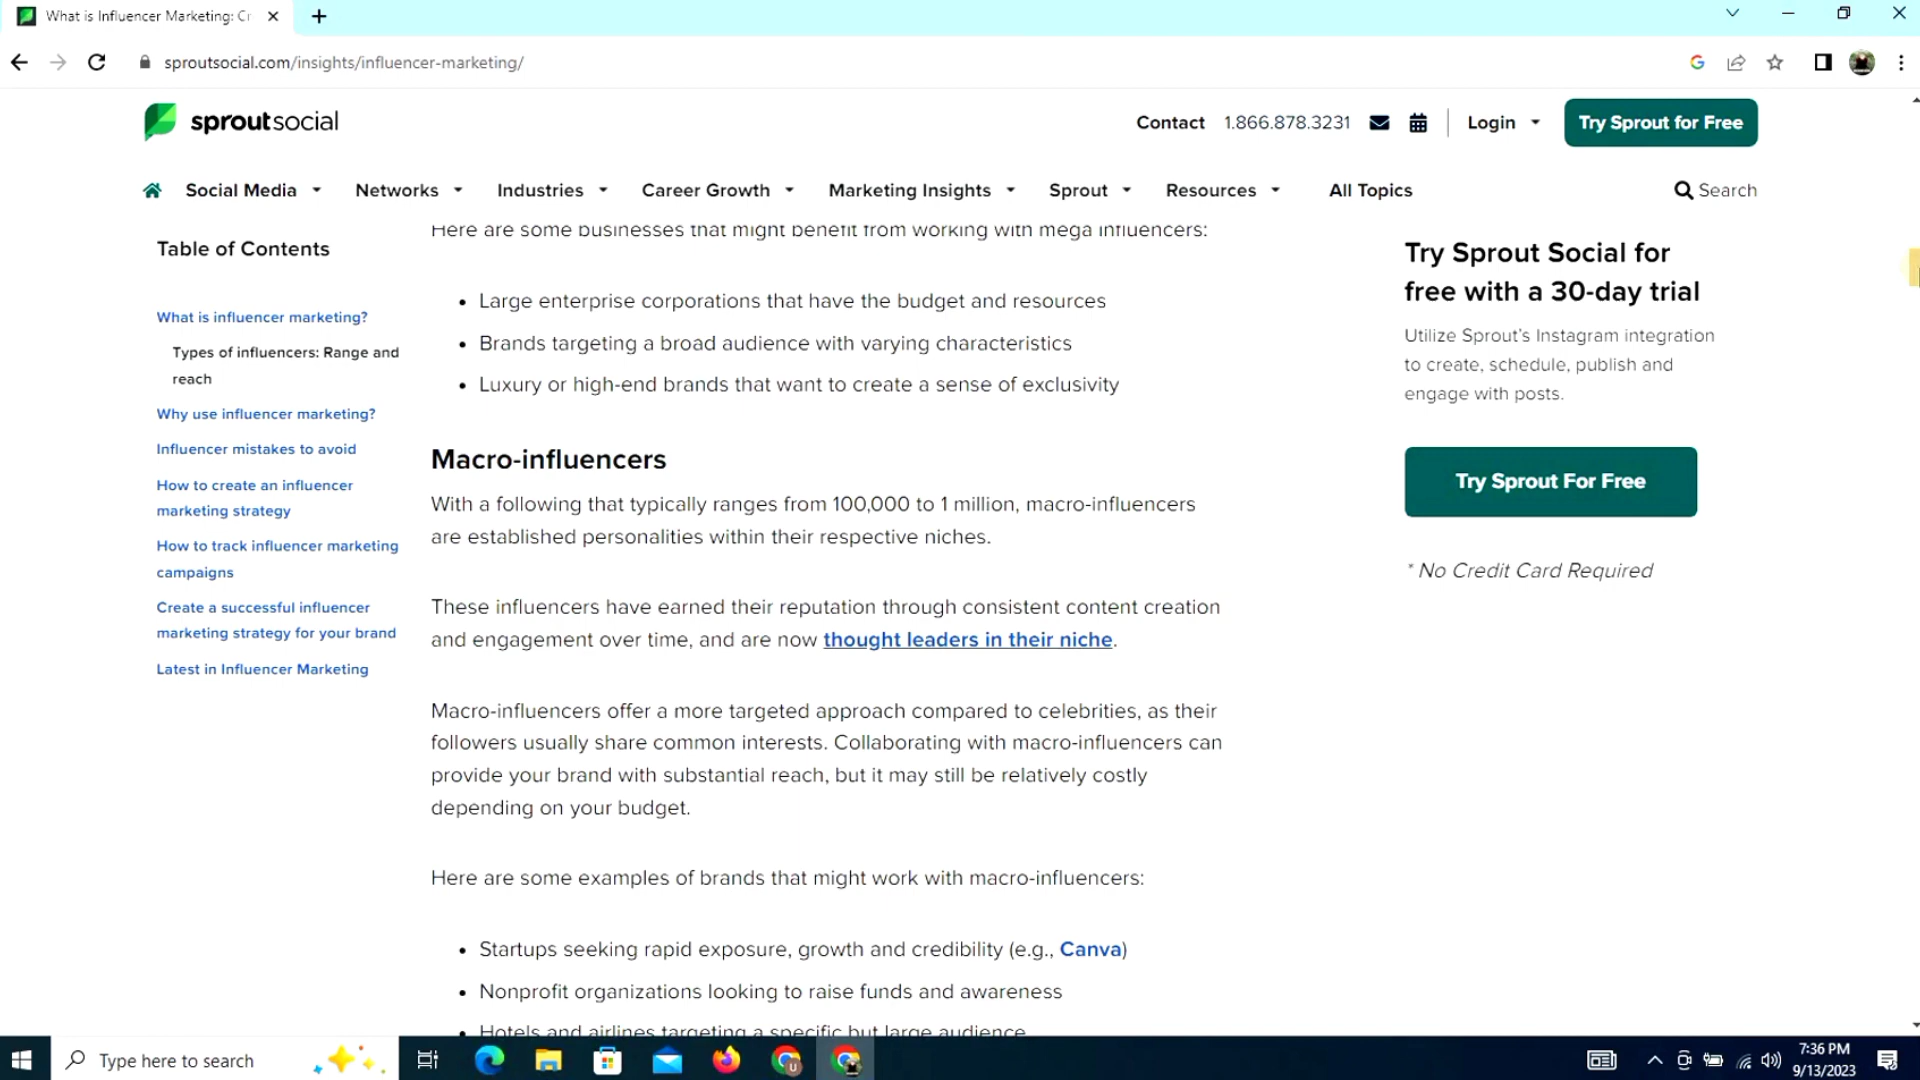 What is Influencer Marketing: Cr
sproutsocial.com/insights/influencer-marketing/
sproutsocial
Contact 1.866.878.3231 Login Try Sprout for Free
Social Media Networks Industries Career Growth Marketing Insights Sprout Resources All Topics Search
Table of Contents
What is influencer marketing?
Types of influencers: Range and
reach
Why use influencer marketing?
Influencer mistakes to avoid
How to create an influencer
marketing strategy
How to track influencer marketing
campaigns
Create a successful influencer
marketing strategy for your brand
Latest in Influencer Marketing
Here are some businesses that might benefit from working with mega influencers:
• Large enterprise corporations that have the budget and resources
• Brands targeting a broad audience with varying characteristics
• Luxury or high-end brands that want to create a sense of exclusivity
Macro-influencers
With a following that typically ranges from 100,000 to 1 million, macro-influencers
are established personalities within their respective niches.
These influencers have earned their reputation through consistent content creation
and engagement over time, and are now thought leaders in their niche.
Macro-influencers offer a more targeted approach compared to celebrities, as their
followers usually share common interests. Collaborating with macro-influencers can
provide your brand with substantial reach, but it may still be relatively costly
depending on your budget.
Here are some examples of brands that might work with macro-influencers:
• Startups seeking rapid exposure, growth and credibility (e.g., Canva)
• Nonprofit organizations looking to raise funds and awareness
• Hotels and airlines targeting a specific but large audience
Try Sprout Social for
free with a 30-day trial
Utilize Sprout's Instagram integration
to create, schedule, publish and
engage with posts.
Try Sprout For Free
* No Credit Card Required
Type here to search
7:36 PM
9/13/2023